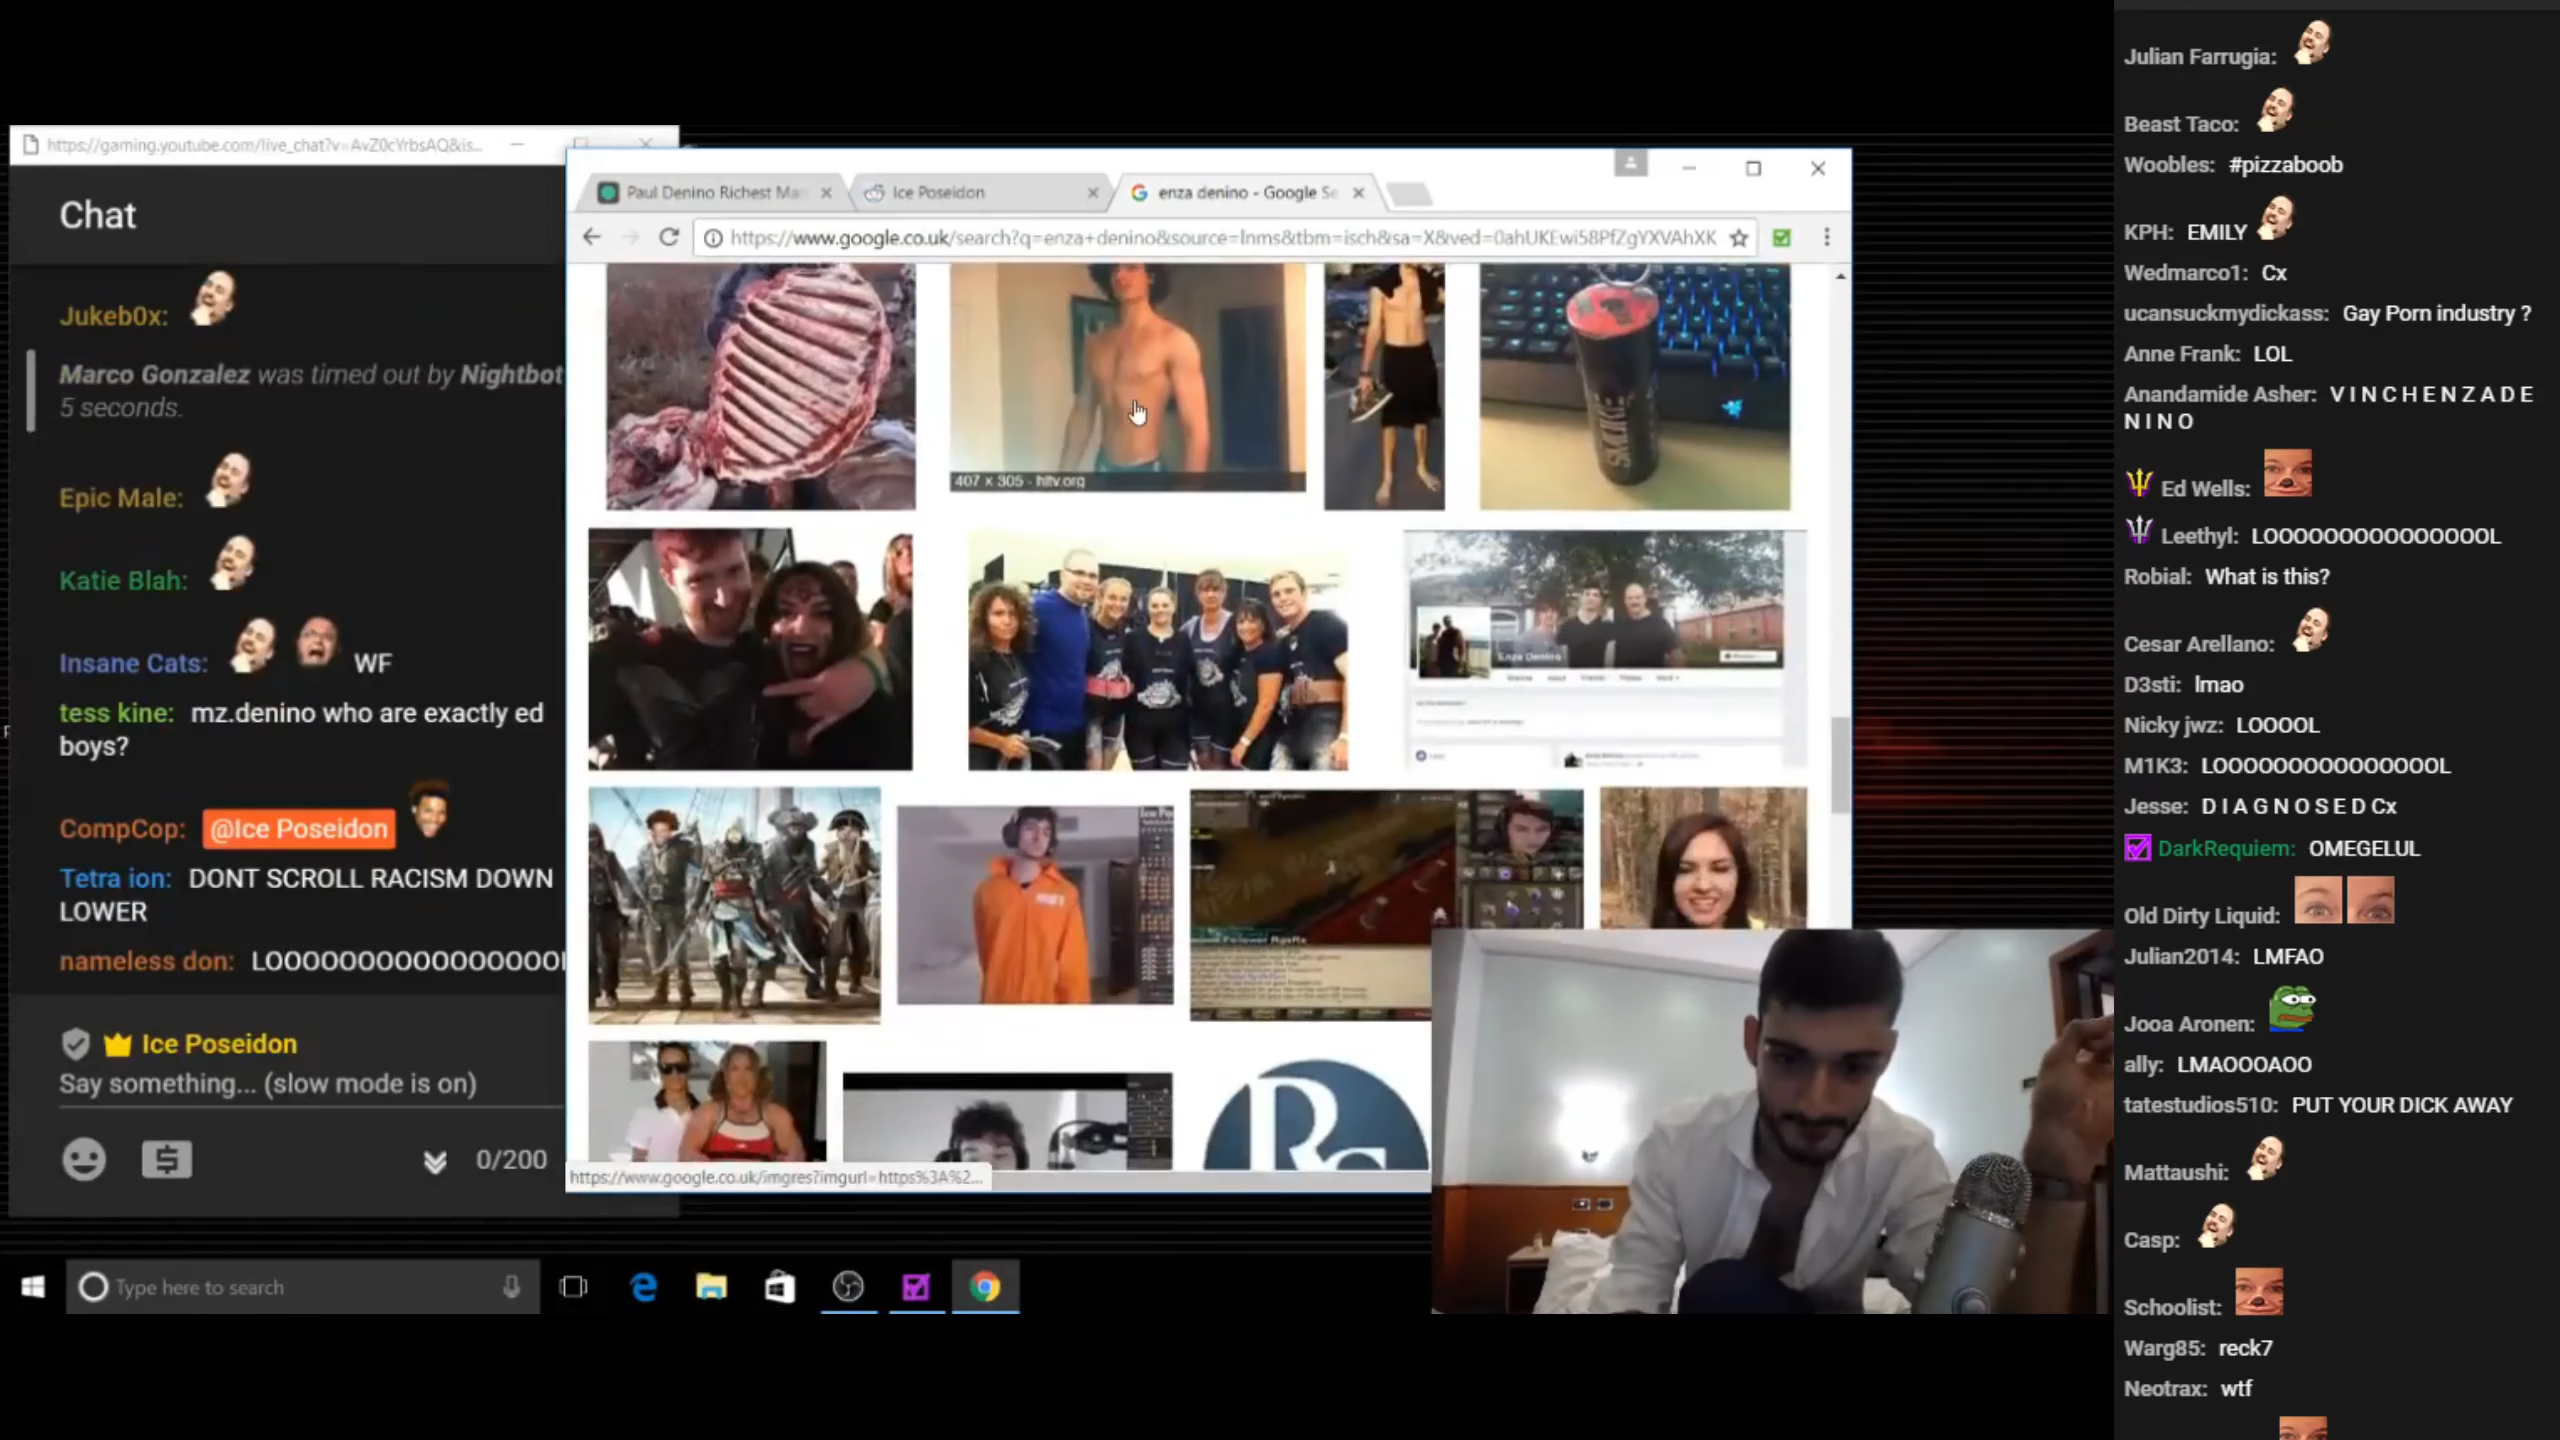 https://gaming.youtube.com/live_chat?v=AvZ0cYrbsAQ&is...
Chat
Jukeb0x:
Marco Gonzalez was timed out by Nightbot
5 seconds.
Epic Male:
Katie Blah:
Insane Cats: WF
tess kine: mz.denino who are exactly ed
boys?
CompCop: @Ice Poseidon
Tetra ion: DONT SCROLL RACISM DOWN
LOWER
nameless don: LOOOOOOOOOOOOOOOO
Ice Poseidon
Say something... (slow mode is on)
0/200
Paul Denino Richest Ma
Ice Poseidon
enza denino - Google Se
https://www.google.co.uk/search?q=enza+denino&source=lnms&tbm=isch&sa=X&ved=0ahUKEwi58PfZgYXVAhXK
407 × 305 - hltv.org
SMOKE
Enza Denino
Ice Po
https://www.google.co.uk/imgres?imgurl=https%3A%2...
Type here to search
Julian Farrugia:
Beast Taco:
Woobles: #pizzaboob
KPH: EMILY
Wedmarco1: Cx
ucansuckmydickass: Gay Porn industry ?
Anne Frank: LOL
Anandamide Asher: V I N C H E N Z A D E
N I N O
Ed Wells:
Leethyl: LOOOOOOOOOOOOOOOOL
Robial: What is this?
Cesar Arellano:
D3sti: lmao
Nicky jwz: LOOOOL
M1K3: LOOOOOOOOOOOOOOOL
Jesse: D I A G N O S E D Cx
DarkRequiem: OMEGELUL
Old Dirty Liquid:
Julian2014: LMFAO
Jooa Aronen:
ally: LMAOOOAOO
tatestudios510: PUT YOUR DICK AWAY
Mattaushi:
Casp:
Schoolist:
Warg85: reck7
Neotrax: wtf